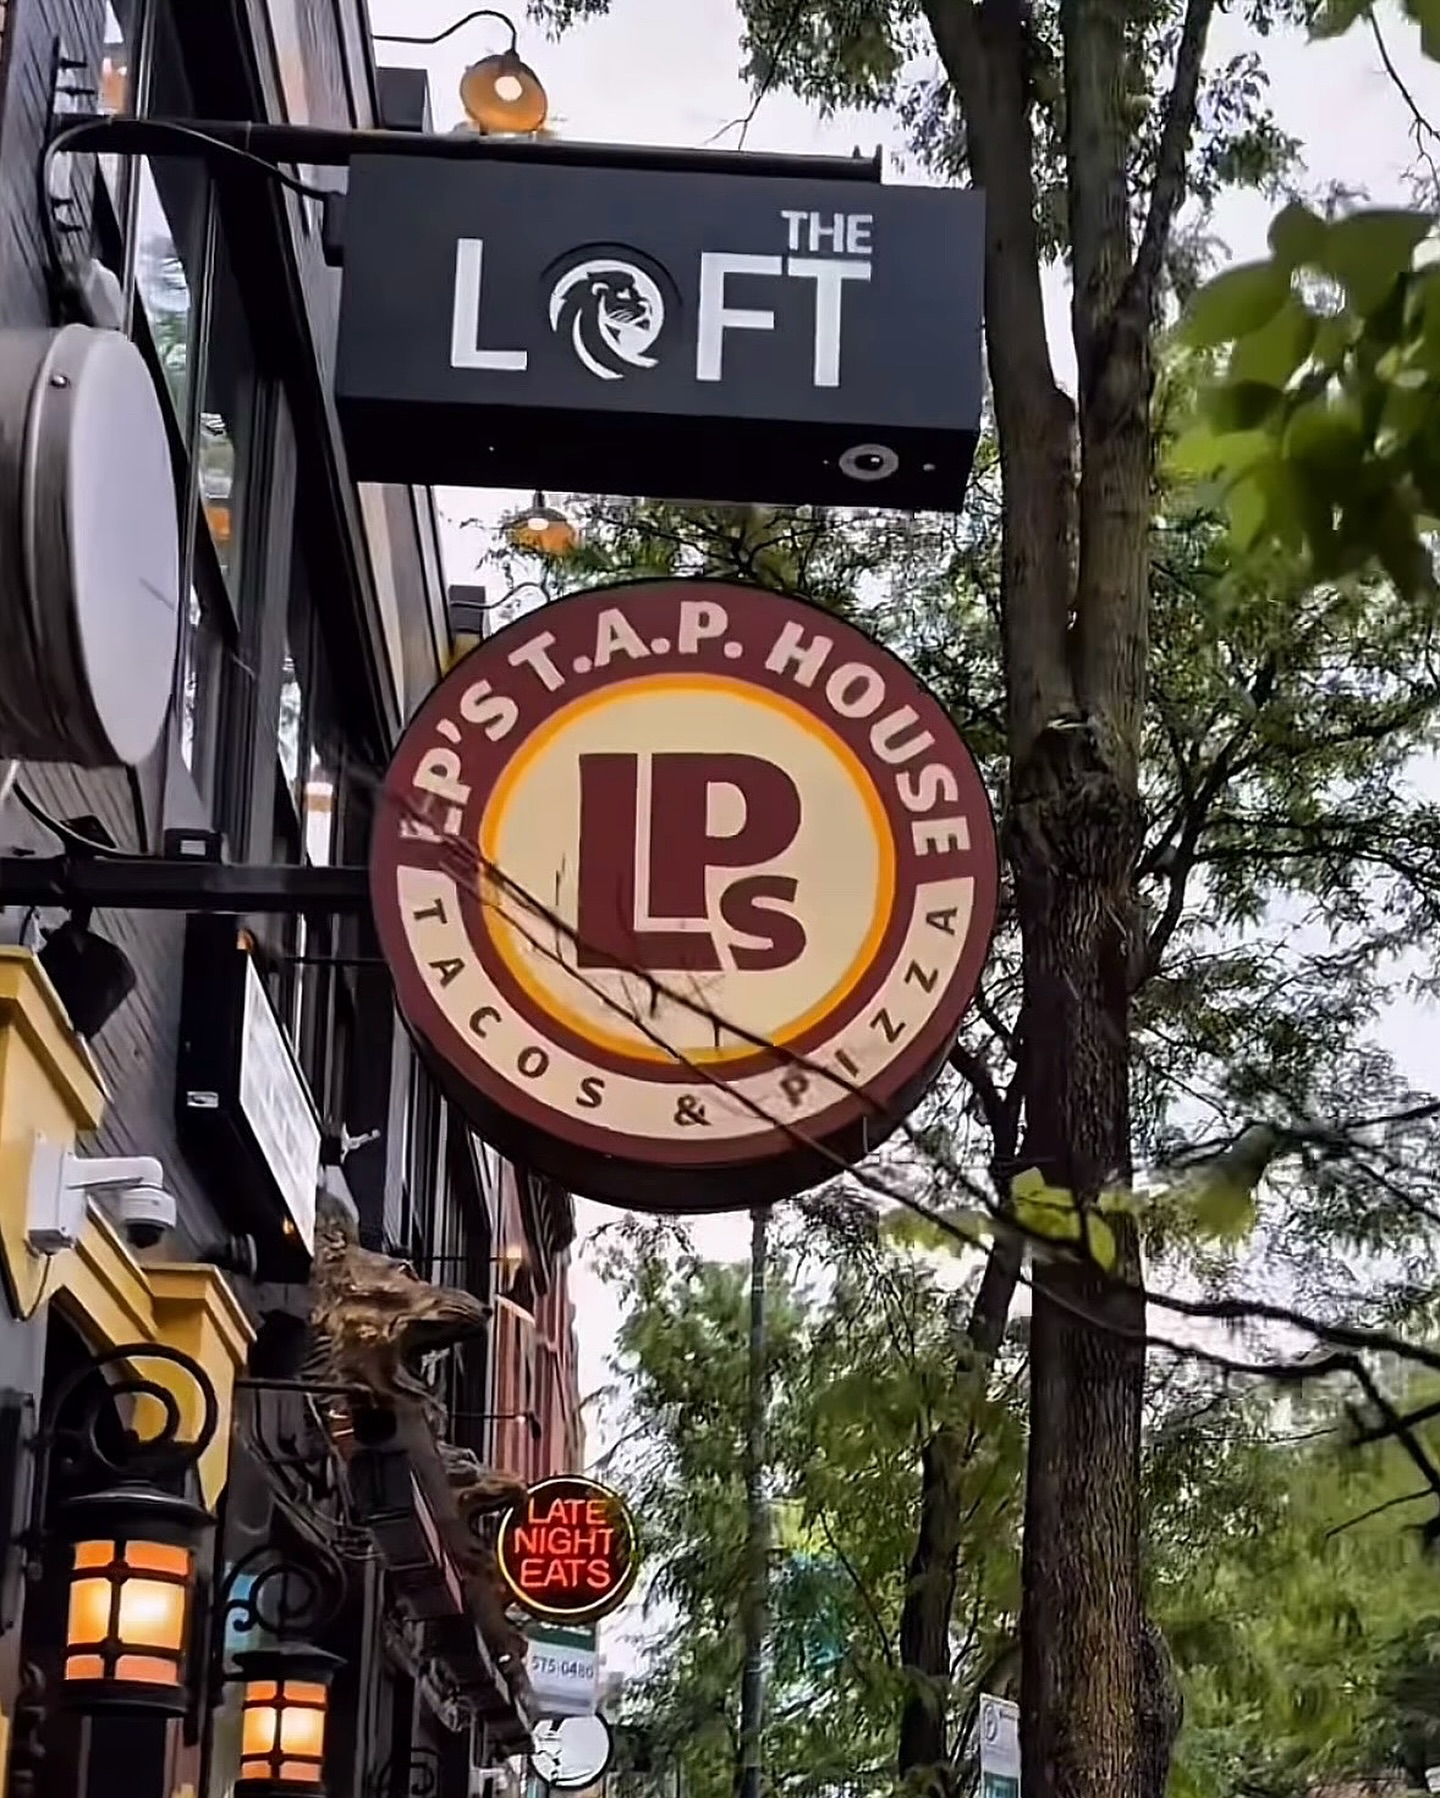 THE
LOFT
LP'S T.A.P. HOUSE
LPs
TACOS & PIZZA
LATE
NIGHT
EATS
575-0480